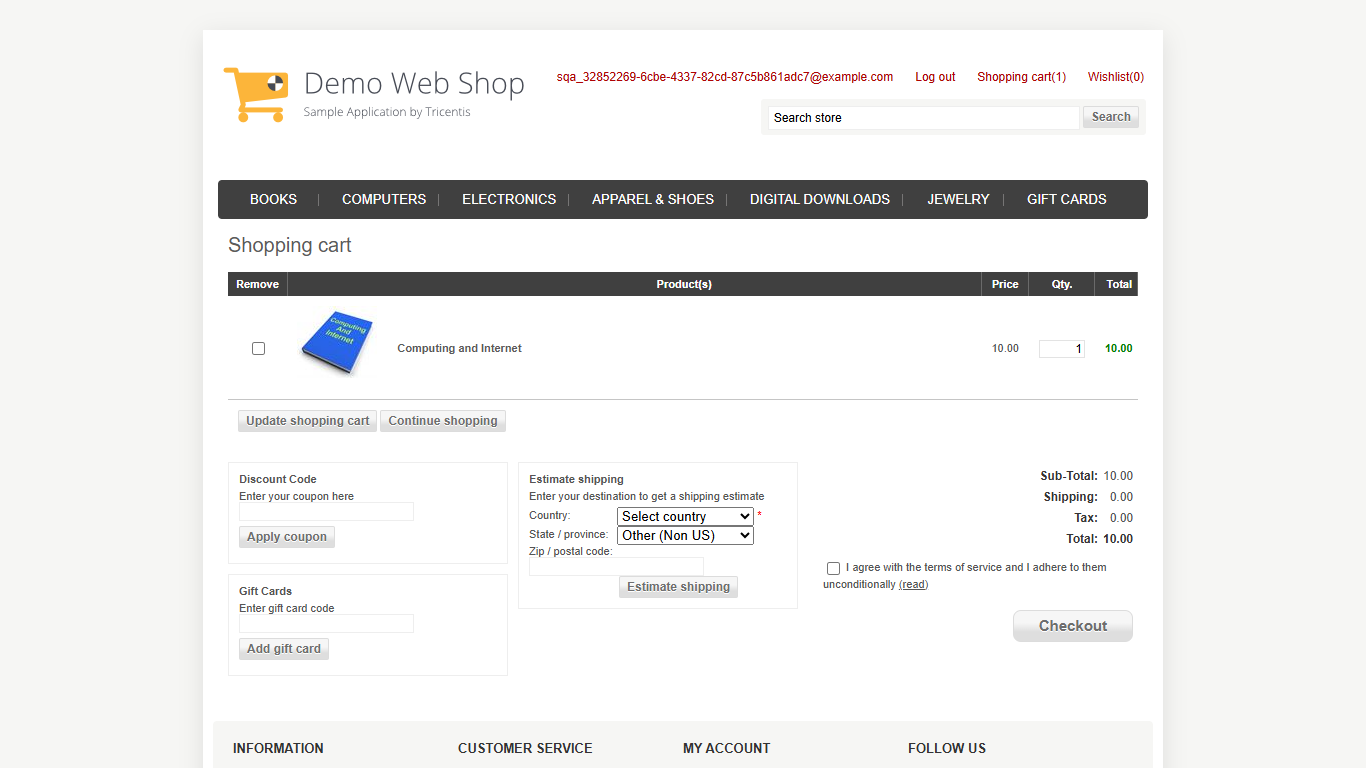 Demo Web Shop
Sample Application by Tricentis
sqa_32852269-6cbe-4337-82cd-87c5b861adc7@example.com Log out Shopping cart(1) Wishlist(0)
Search store Search
BOOKS COMPUTERS ELECTRONICS APPAREL & SHOES DIGITAL DOWNLOADS JEWELRY GIFT CARDS
Shopping cart
Remove Product(s) Price Qty. Total
Computing
And
Internet
Computing and Internet 10.00 1 10.00
Update shopping cart Continue shopping
Discount Code
Enter your coupon here
Apply coupon
Gift Cards
Enter gift card code
Add gift card
Estimate shipping
Enter your destination to get a shipping estimate
Country: Select country *
State / province: Other (Non US)
Zip / postal code:
Estimate shipping
Sub-Total: 10.00
Shipping: 0.00
Tax: 0.00
Total: 10.00
I agree with the terms of service and I adhere to them
unconditionally (read)
Checkout
INFORMATION CUSTOMER SERVICE MY ACCOUNT FOLLOW US